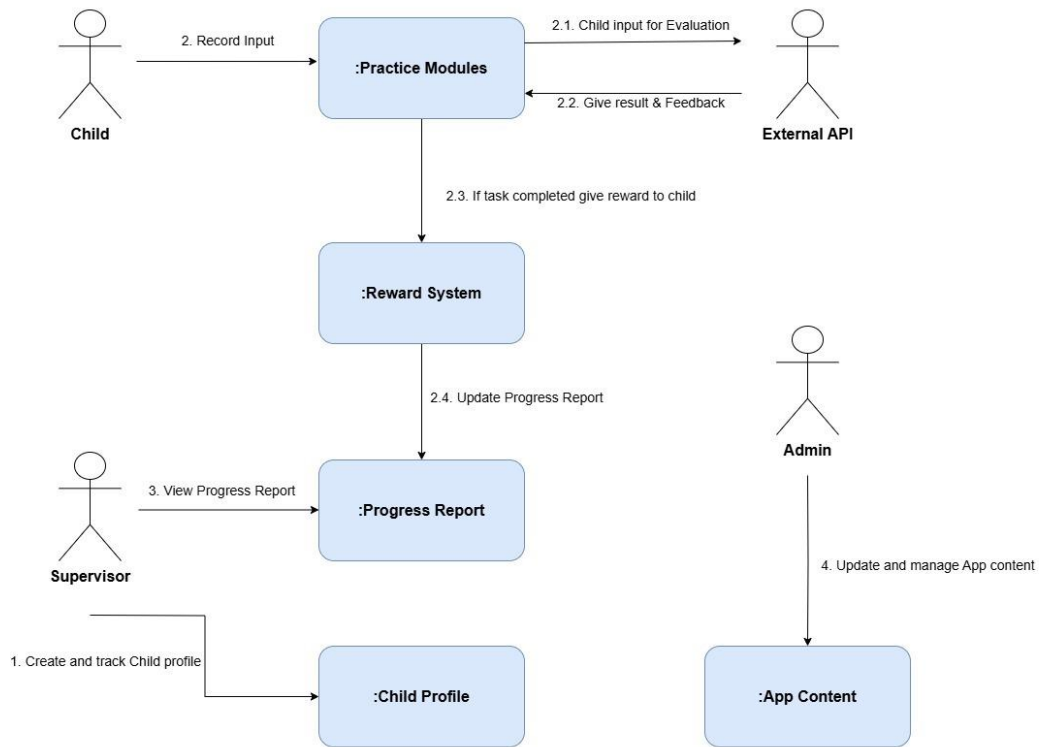 2.1. Child input for Evaluation
2. Record Input
:Practice Modules
2.2. Give result & Feedback
Child
External API
2.3. If task completed give reward to child
:Reward System
2.4. Update Progress Report
Admin
3. View Progress Report
:Progress Report
4. Update and manage App content
Supervisor
1. Create and track Child profile
:Child Profile
:App Content